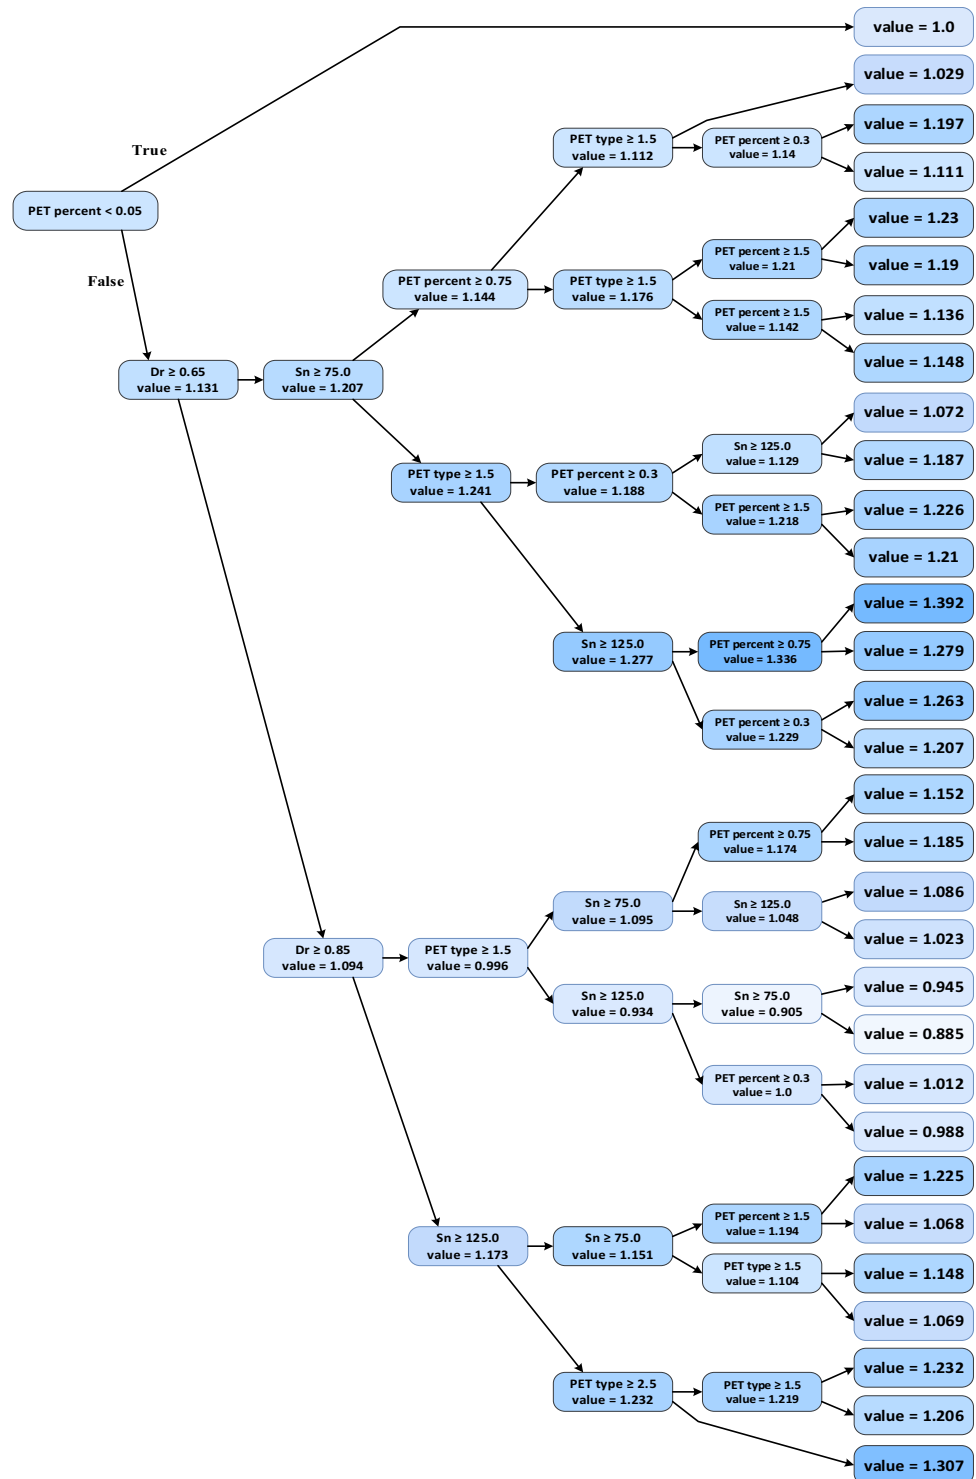 value = 1.0
value = 1.029
PET type ≥ 1.5
value = 1.112
PET percent ≥ 0.3
value = 1.14
value = 1.197
value = 1.111
True
PET percent < 0.05
False
PET percent ≥ 0.75
value = 1.144
PET type ≥ 1.5
value = 1.176
PET percent ≥ 1.5
value = 1.21
value = 1.23
value = 1.19
PET percent ≥ 1.5
value = 1.142
value = 1.136
value = 1.148
Dr ≥ 0.65
value = 1.131
Sn ≥ 75.0
value = 1.207
PET type ≥ 1.5
value = 1.241
PET percent ≥ 0.3
value = 1.188
Sn ≥ 125.0
value = 1.129
value = 1.072
value = 1.187
PET percent ≥ 1.5
value = 1.218
value = 1.226
value = 1.21
Sn ≥ 125.0
value = 1.277
PET percent ≥ 0.75
value = 1.336
value = 1.392
value = 1.279
PET percent ≥ 0.3
value = 1.229
value = 1.263
value = 1.207
Dr ≥ 0.85
value = 1.094
PET type ≥ 1.5
value = 0.996
Sn ≥ 75.0
value = 1.095
PET percent ≥ 0.75
value = 1.174
value = 1.152
value = 1.185
Sn ≥ 125.0
value = 1.048
value = 1.086
value = 1.023
Sn ≥ 125.0
value = 0.934
Sn ≥ 75.0
value = 0.905
value = 0.945
value = 0.885
PET percent ≥ 0.3
value = 1.0
value = 1.012
value = 0.988
Sn ≥ 125.0
value = 1.173
Sn ≥ 75.0
value = 1.151
PET percent ≥ 1.5
value = 1.194
value = 1.225
value = 1.068
PET type ≥ 1.5
value = 1.104
value = 1.148
value = 1.069
PET type ≥ 2.5
value = 1.232
PET type ≥ 1.5
value = 1.219
value = 1.232
value = 1.206
value = 1.307